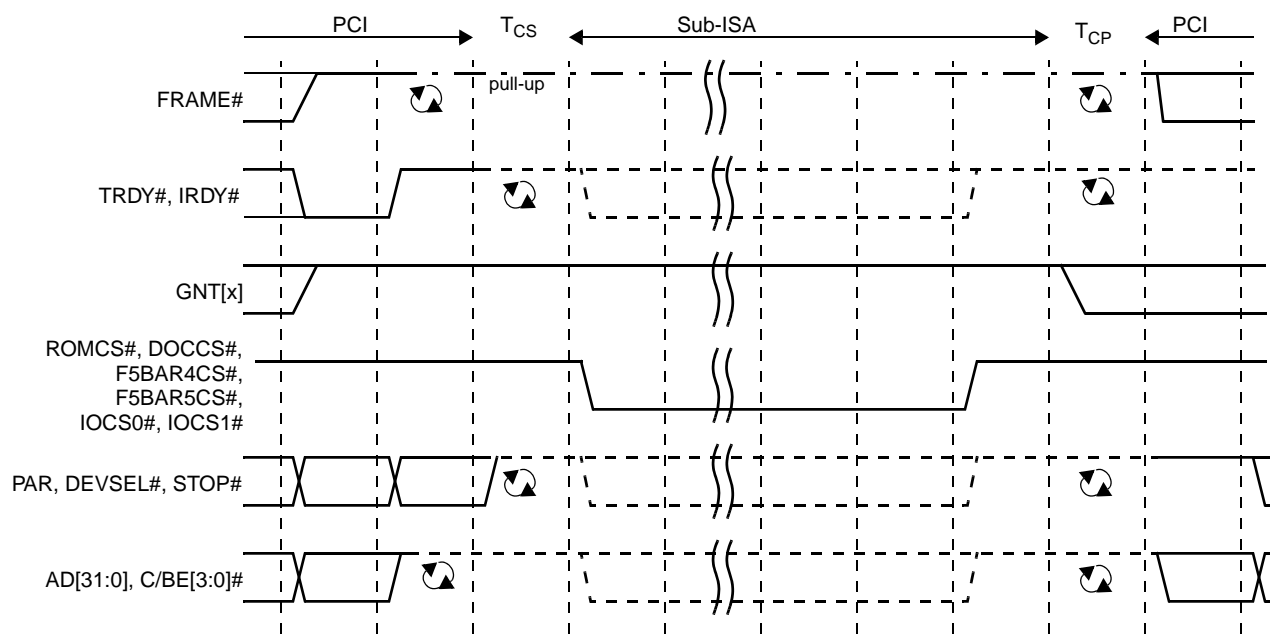 PCI
TCS
Sub-ISA
TCP
PCI
pull-up
FRAME#
TRDY#, IRDY#
GNT[x]
ROMCS#, DOCCS#,
F5BAR4CS#,
F5BAR5CS#,
IOCS0#, IOCS1#
PAR, DEVSEL#, STOP#
AD[31:0], C/BE[3:0]#